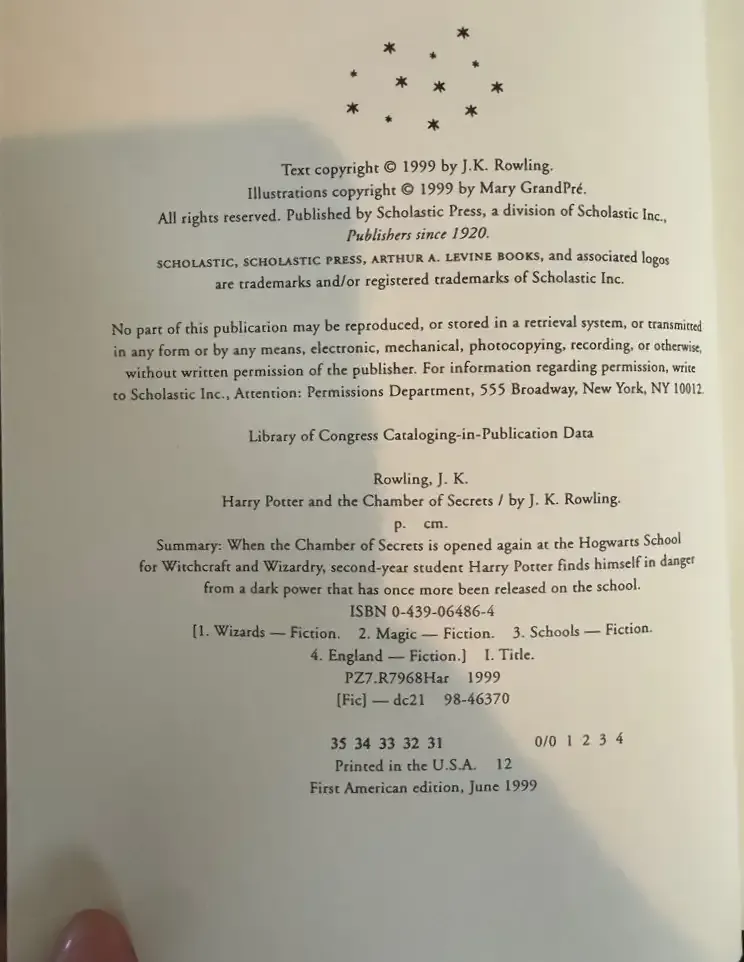 Text copyright © 1999 by J.K. Rowling.
Illustrations copyright © 1999 by Mary GrandPré.
All rights reserved. Published by Scholastic Press, a division of Scholastic Inc.,
Publishers since 1920.
SCHOLASTIC, SCHOLASTIC PRESS, ARTHUR A. LEVINE BOOKS, and associated logos
are trademarks and/or registered trademarks of Scholastic Inc.
No part of this publication may be reproduced, or stored in a retrieval system, or transmitted
in any form or by any means, electronic, mechanical, photocopying, recording, or otherwise,
without written permission of the publisher. For information regarding permission, write
to Scholastic Inc., Attention: Permissions Department, 555 Broadway, New York, NY 10012.
Library of Congress Cataloging-in-Publication Data
Rowling, J. K.
Harry Potter and the Chamber of Secrets / by J. K. Rowling.
p. cm.
Summary: When the Chamber of Secrets is opened again at the Hogwarts School
for Witchcraft and Wizardry, second-year student Harry Potter finds himself in danger
from a dark power that has once more been released on the school.
ISBN 0-439-06486-4
[1. Wizards — Fiction. 2. Magic — Fiction. 3. Schools — Fiction.
4. England — Fiction.] I. Title.
PZ7.R7968Har 1999
[Fic] — dc21 98-46370
35 34 33 32 31 0/0 1 2 3 4
Printed in the U.S.A. 12
First American edition, June 1999